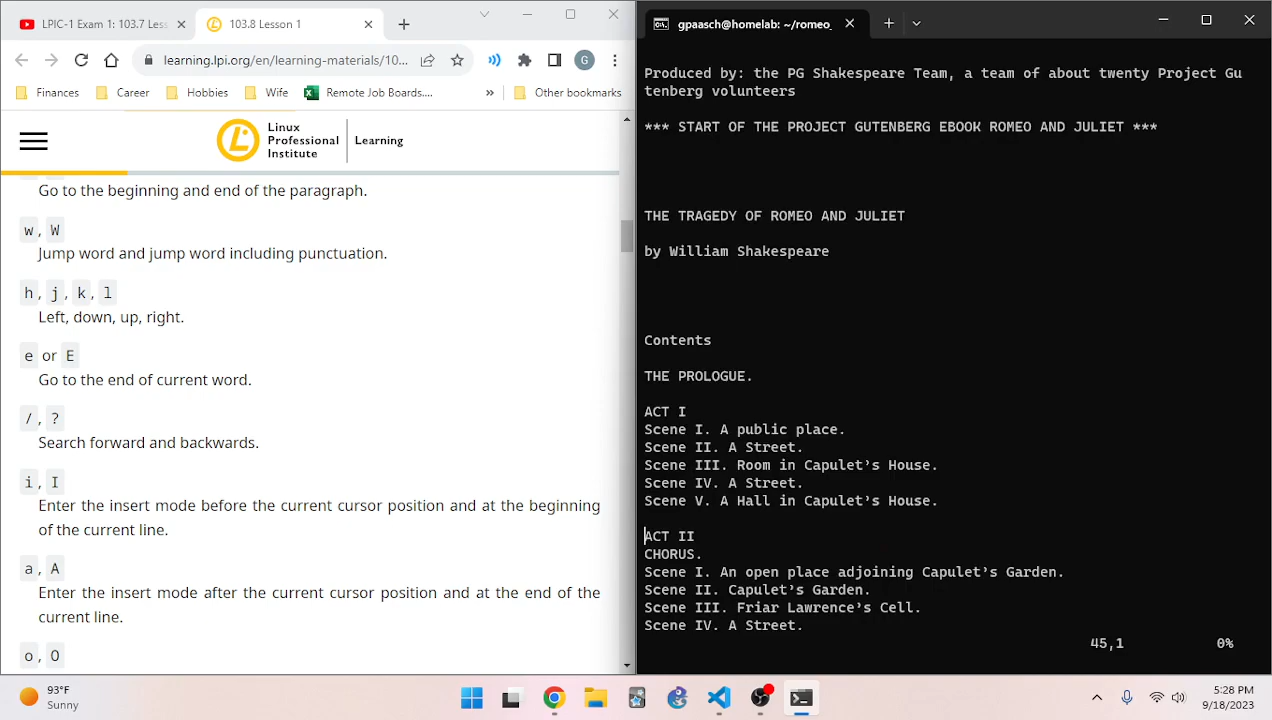 LPIC-1 Exam 1: 103.7 Less
103.8 Lesson 1
learning.lpi.org/en/learning-materials/10...
G
Finances
Career
Hobbies
Wife
Remote Job Boards....
»
Other bookmarks
Linux
Professional
Institute
Learning
Go to the beginning and end of the paragraph.
w, W
Jump word and jump word including punctuation.
h, j, k, l
Left, down, up, right.
e or E
Go to the end of current word.
/, ?
Search forward and backwards.
i, I
Enter the insert mode before the current cursor position and at the beginning
of the current line.
a, A
Enter the insert mode after the current cursor position and at the end of the
current line.
o, O
gpaasch@homelab: ~/romeo_
Produced by: the PG Shakespeare Team, a team of about twenty Project Gu
tenberg volunteers
*** START OF THE PROJECT GUTENBERG EBOOK ROMEO AND JULIET ***
THE TRAGEDY OF ROMEO AND JULIET
by William Shakespeare
Contents
THE PROLOGUE.
ACT I
Scene I. A public place.
Scene II. A Street.
Scene III. Room in Capulet’s House.
Scene IV. A Street.
Scene V. A Hall in Capulet’s House.
ACT II
CHORUS.
Scene I. An open place adjoining Capulet’s Garden.
Scene II. Capulet’s Garden.
Scene III. Friar Lawrence’s Cell.
Scene IV. A Street.
45,1 0%
93°F
Sunny
5:28 PM
9/18/2023